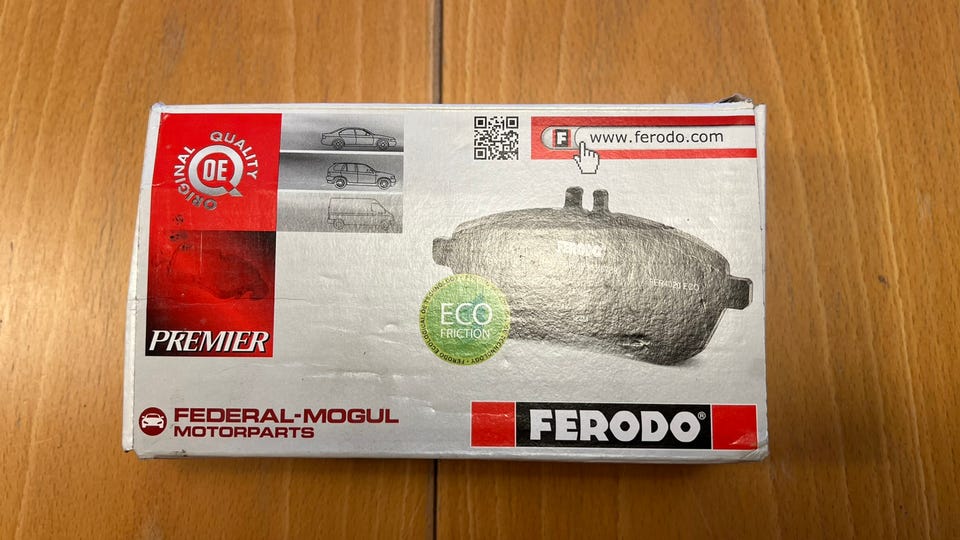 ORIGINAL QUALITY
OE
F www.ferodo.com
FERODO
ECO
FRICTION
PREMIER
FEDERAL-MOGUL
MOTORPARTS
FERODO®